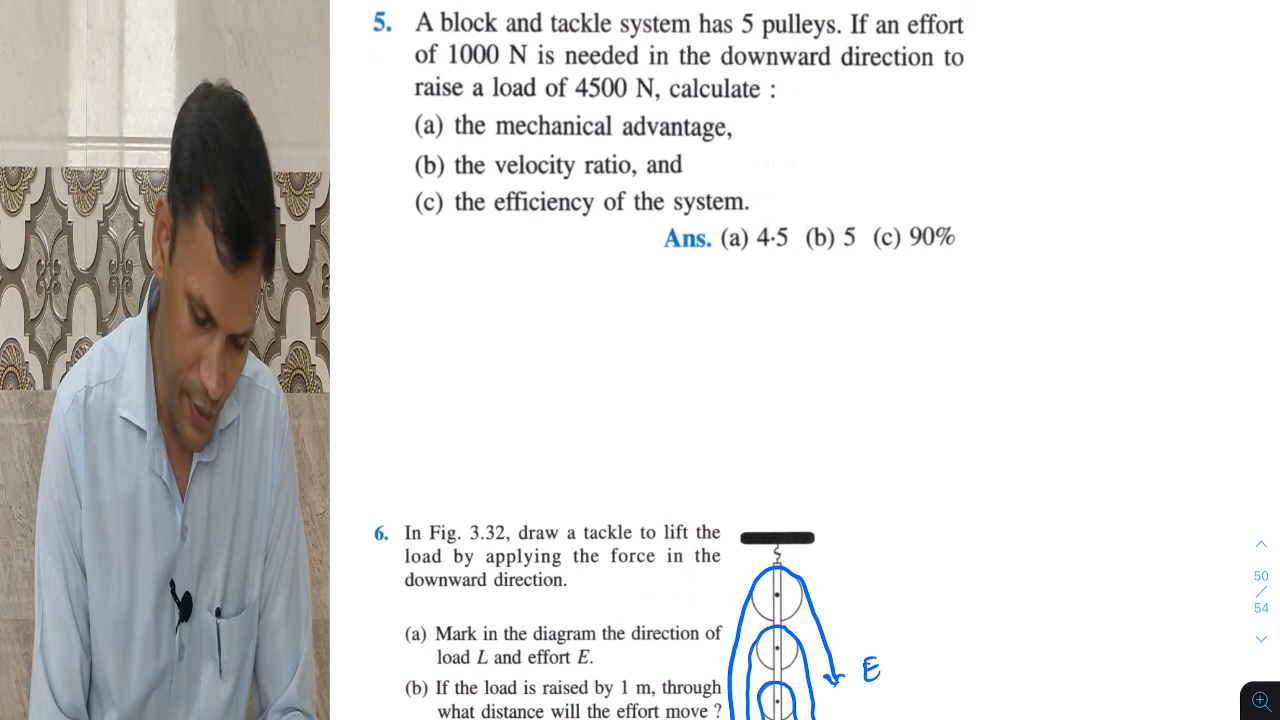 5. A block and tackle system has 5 pulleys. If an effort
of 1000 N is needed in the downward direction to
raise a load of 4500 N, calculate :
(a) the mechanical advantage,
(b) the velocity ratio, and
(c) the efficiency of the system.
Ans. (a) 4·5 (b) 5 (c) 90%
6. In Fig. 3.32, draw a tackle to lift the
load by applying the force in the
downward direction.
(a) Mark in the diagram the direction of
load L and effort E.
(b) If the load is raised by 1 m, through
what distance will the effort move ?
E
50
/
54